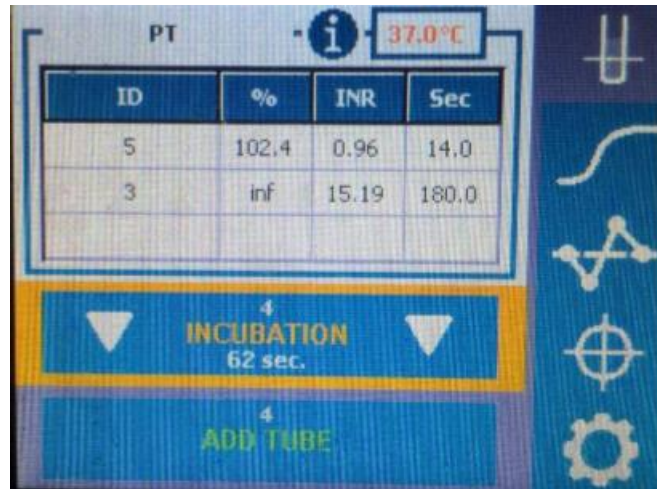 PT i 37.0°C
ID % INR Sec
5 102.4 0.96 14.0
3 inf 15.19 180.0
4
INCUBATION
62 sec.
4
ADD TUBE